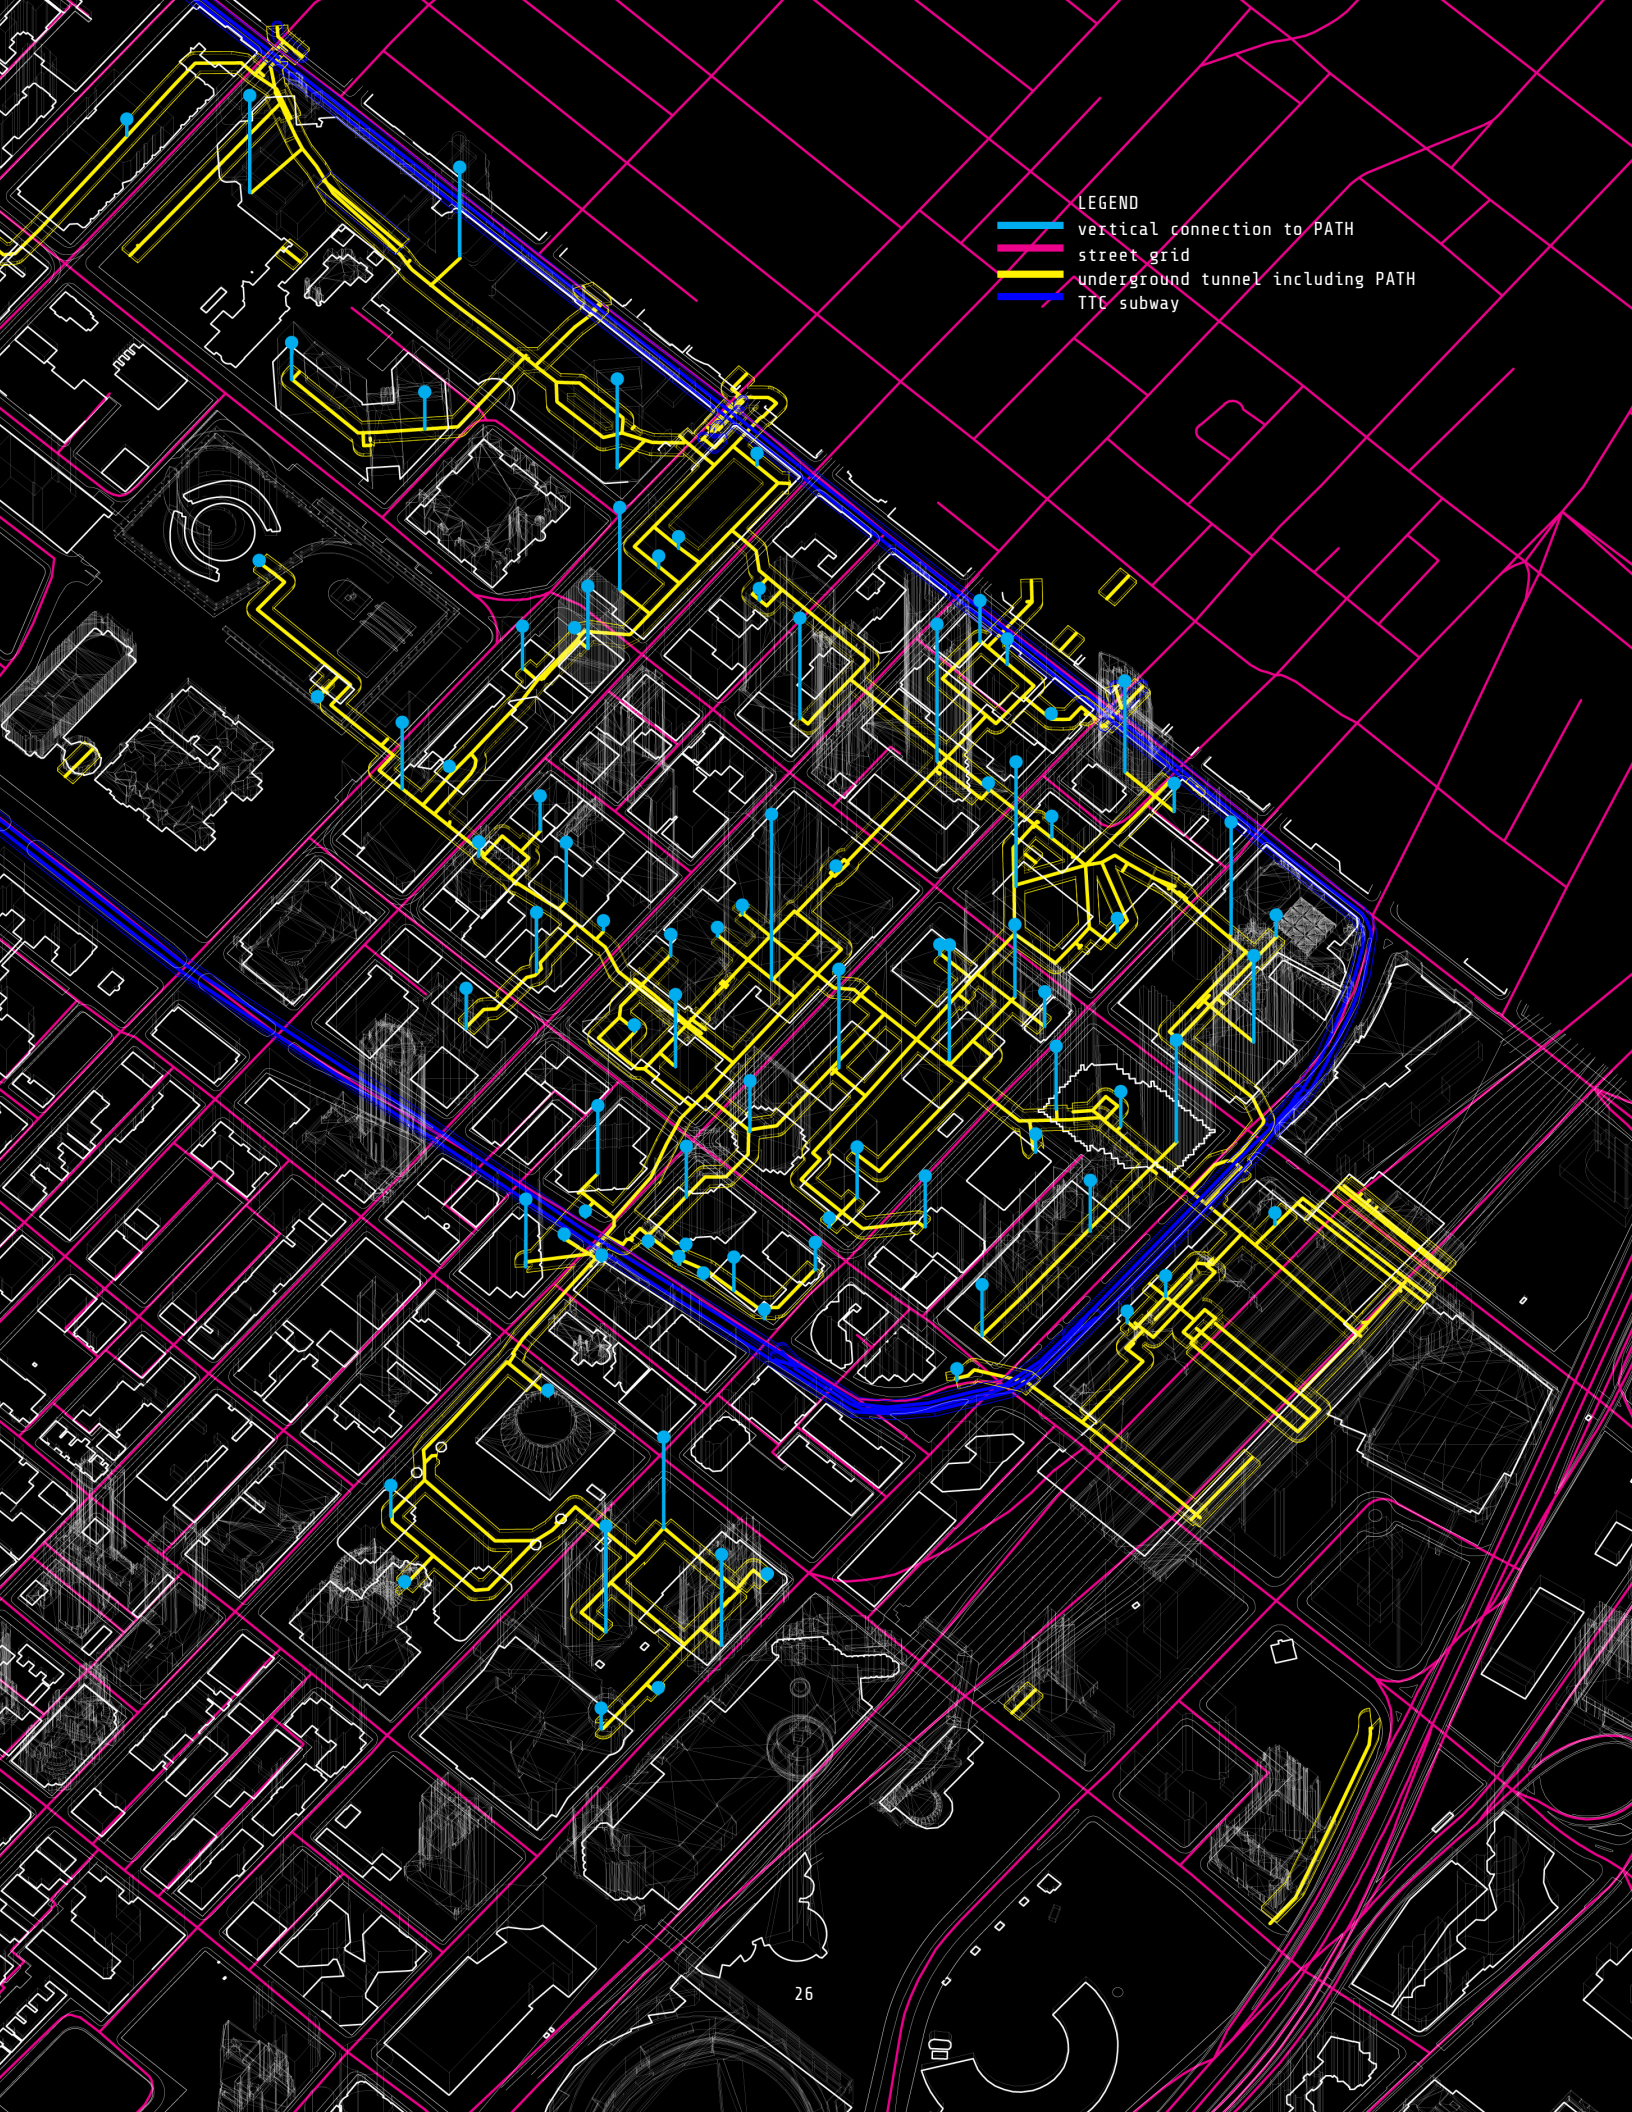 LEGEND
vertical connection to PATH
street grid
underground tunnel including PATH
TTC subway
26